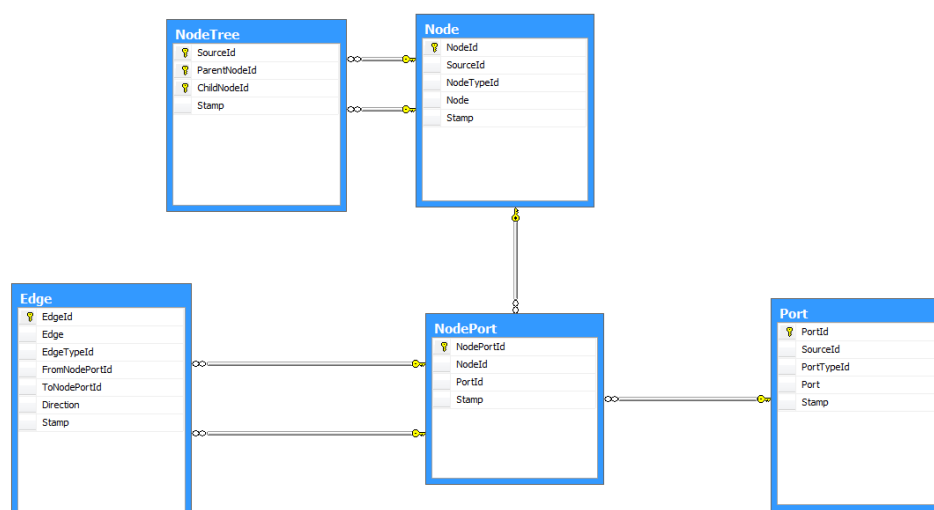 NodeTree
SourceId
ParentNodeId
ChildNodeId
Stamp
Node
NodeId
SourceId
NodeTypeId
Node
Stamp
Edge
EdgeId
Edge
EdgeTypeId
FromNodePortId
ToNodePortId
Direction
Stamp
NodePort
NodePortId
NodeId
PortId
Stamp
Port
PortId
SourceId
PortTypeId
Port
Stamp